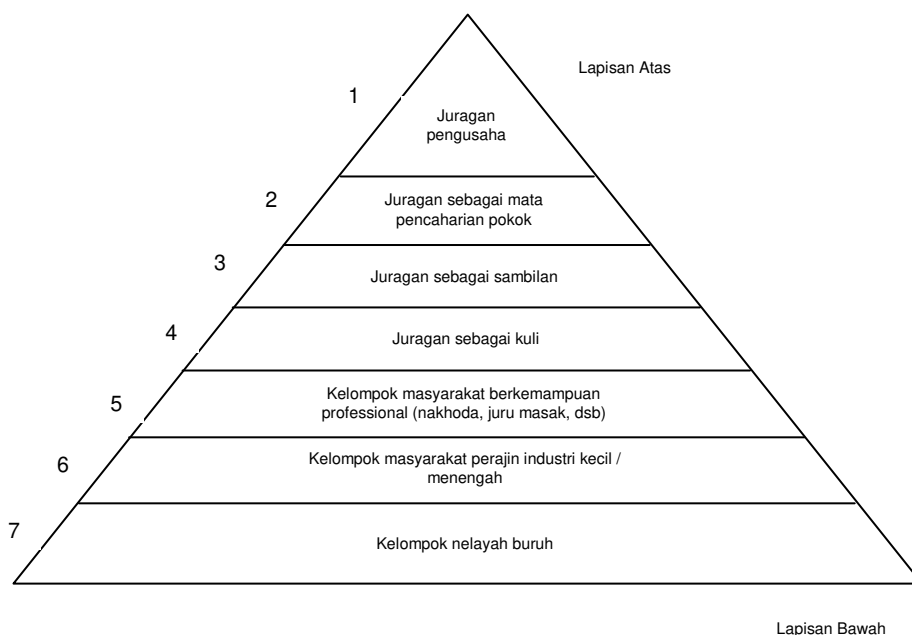 Lapisan Atas
1
Juragan
pengusaha
2
Juragan sebagai mata
pencaharian pokok
3
Juragan sebagai sambilan
4
Juragan sebagai kuli
5
Kelompok masyarakat berkemampuan
professional (nakhoda, juru masak, dsb)
6
Kelompok masyarakat perajin industri kecil /
menengah
7
Kelompok nelayah buruh
Lapisan Bawah